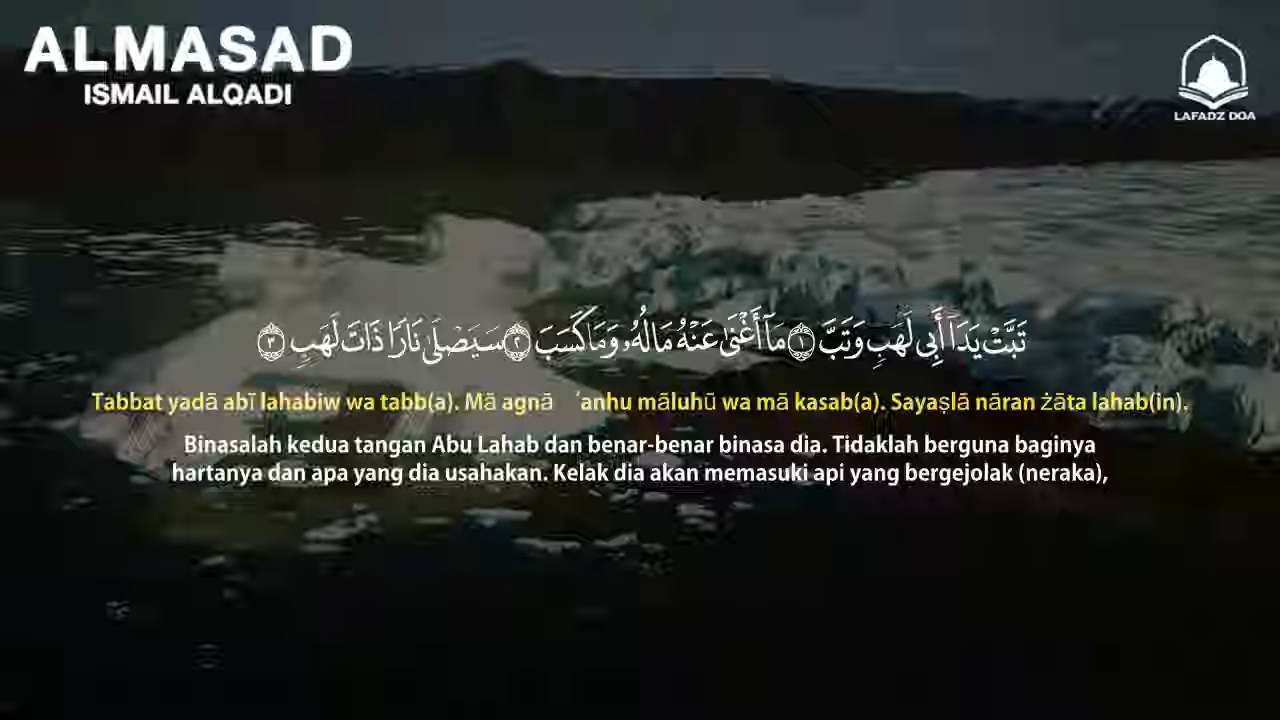 ALMASAD
ISMAIL ALQADI
LAFADZ DOA
تَبَّتْ يَدَآ أَبِى لَهَبٍ وَتَبَّ ۝١ مَآ أَغْنَىٰ عَنْهُ مَالُهُۥ وَمَا كَسَبَ ۝٢ سَيَصْلَىٰ نَارًا ذَاتَ لَهَبٍ ۝٣
Tabbat yadā abī lahabiw wa tabb(a). Mā agnā ‘anhu māluhū wa mā kasab(a). Sayaṣlā nāran żāta lahab(in).
Binasalah kedua tangan Abu Lahab dan benar-benar binasa dia. Tidaklah berguna baginya
hartanya dan apa yang dia usahakan. Kelak dia akan memasuki api yang bergejolak (neraka),